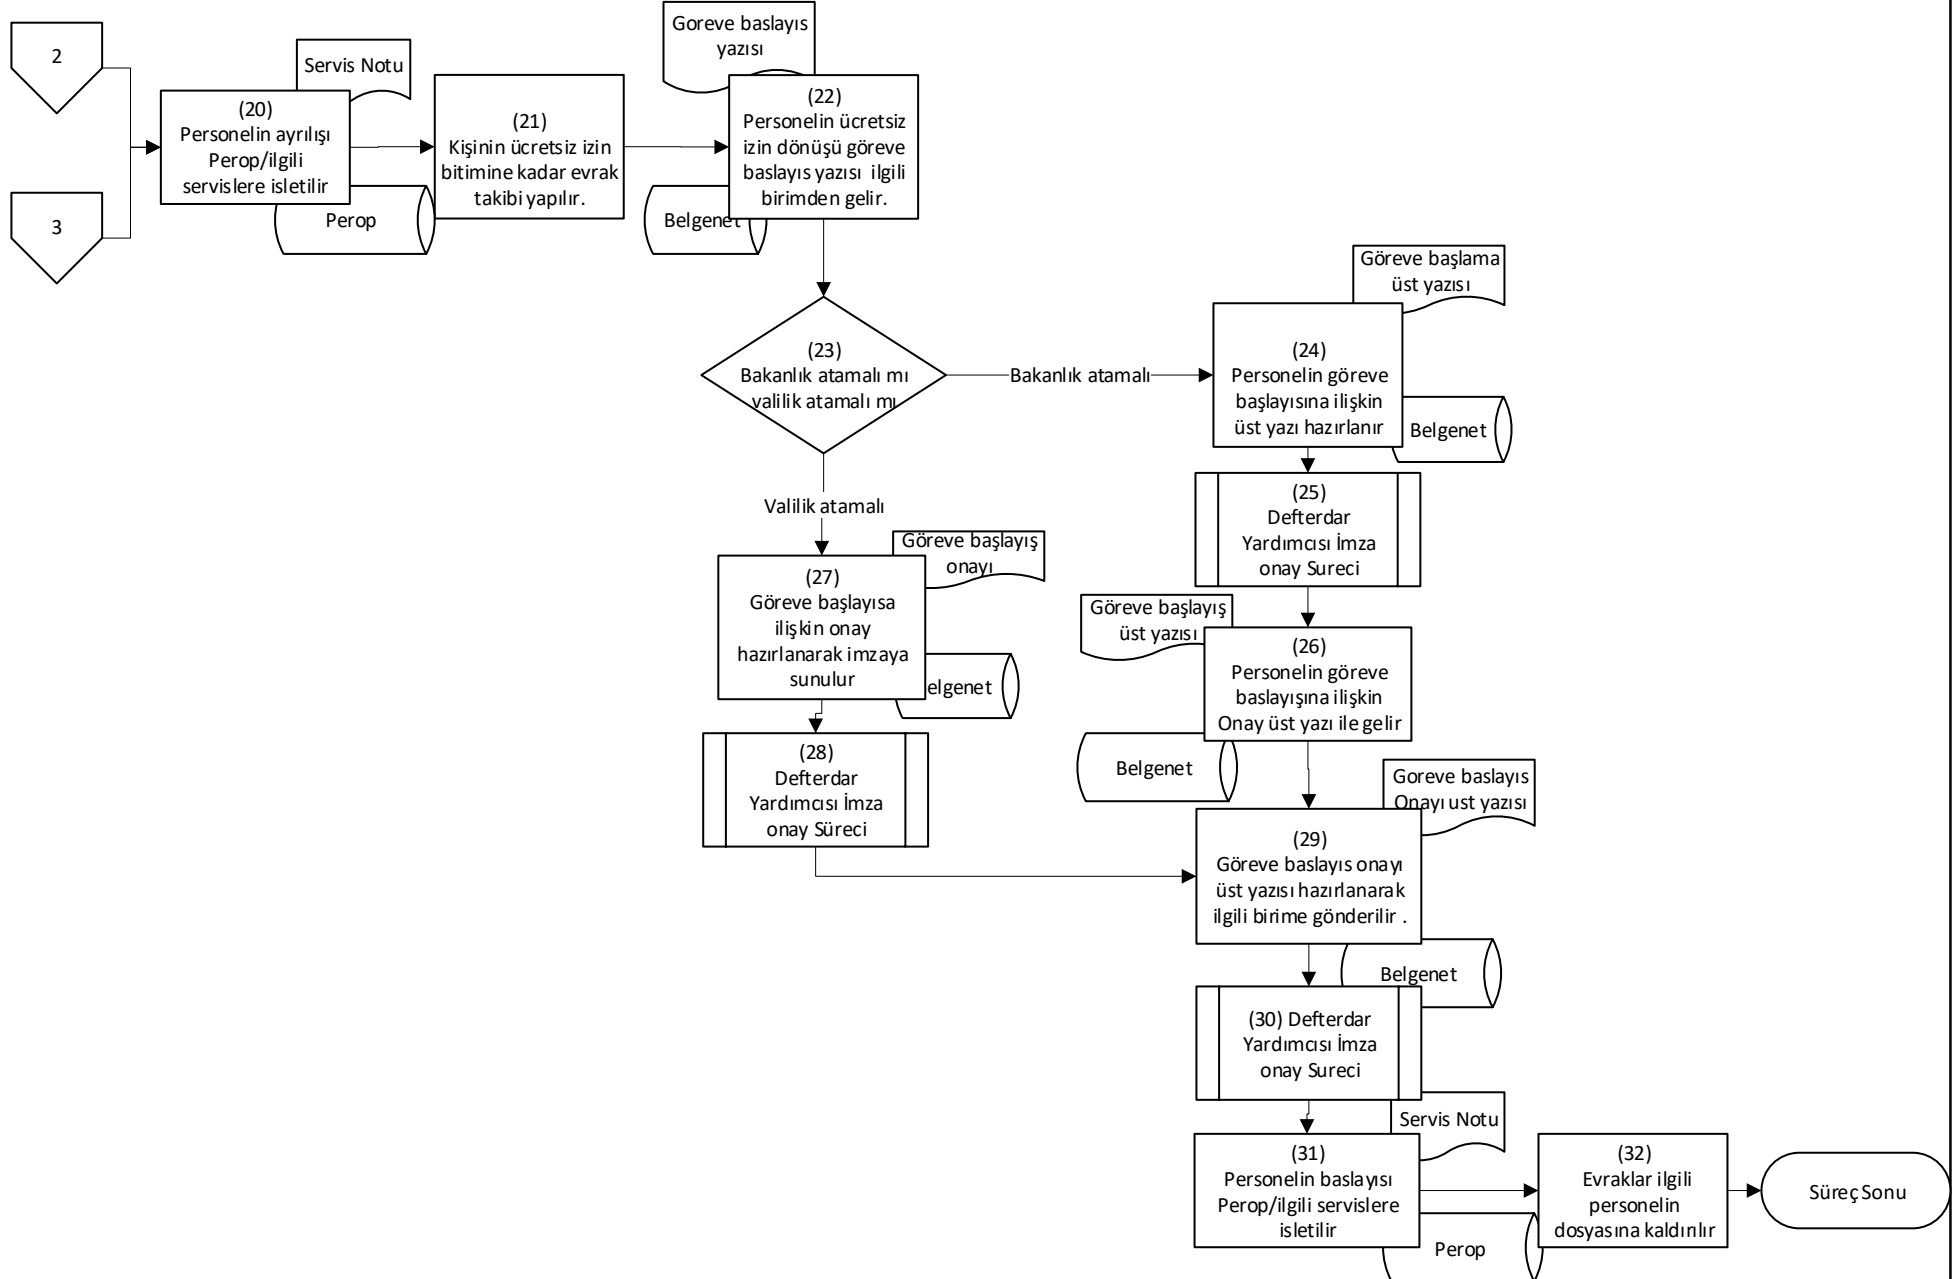 2
3
Servis Notu
(20)
Personelin ayrılışı
Perop/ilgili
servislere isletilir
Perop
(21)
Kişinin ücretsiz izin
bitimine kadar evrak
takibi yapılır.
Goreve baslayıs
yazısı
(22)
Personelin ücretsiz
izin dönüşü göreve
baslayıs yazısı ilgili
birimden gelir.
Belgenet
(23)
Bakanlık atamalı mı
valilik atamalı mı
Bakanlık atamalı
Valilik atamalı
Göreve başlama
üst yazısı
(24)
Personelin göreve
başlayısına ilişkin
üst yazı hazırlanır
Belgenet
(25)
Defterdar
Yardımcısı İmza
onay Sureci
Göreve başlayış
üst yazısı
(26)
Personelin göreve
baslayışına ilişkin
Onay üst yazı ile gelir
Belgenet
Göreve başlayış
onayı
(27)
Göreve başlayısa
ilişkin onay
hazırlanarak imzaya
sunulur
elgenet
(28)
Defterdar
Yardımcısı İmza
onay Süreci
Goreve baslayıs
Onayı ust yazısı
(29)
Göreve baslayıs onayı
üst yazısı hazırlanarak
ilgili birime gönderilir .
Belgenet
(30) Defterdar
Yardımcısı İmza
onay Sureci
Servis Notu
(31)
Personelin baslayısı
Perop/ilgili servislere
isletilir
Perop
(32)
Evraklar ilgili
personelin
dosyasına kaldırılır
Süreç Sonu